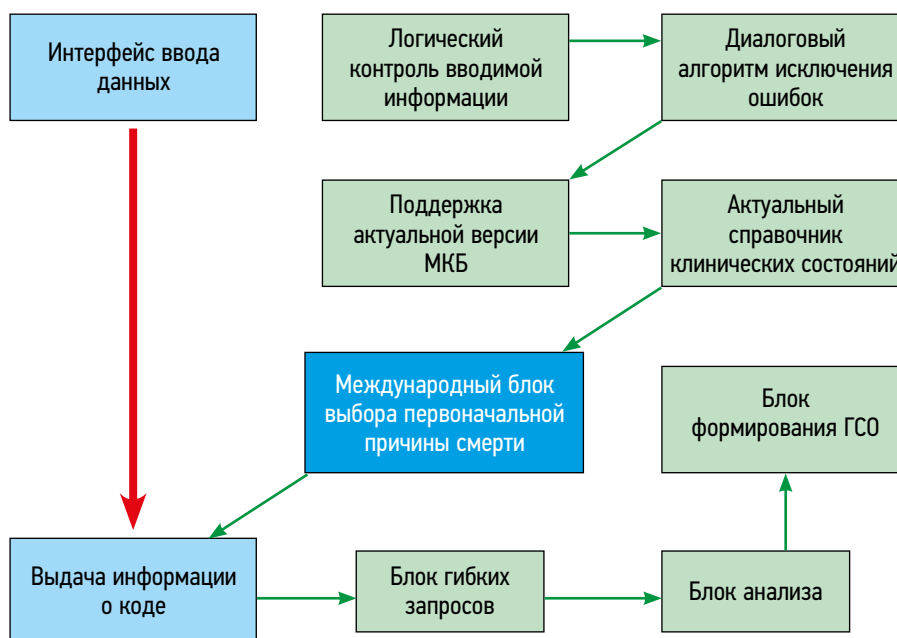 Интерфейс ввода
данных
Логический
контроль вводимой
информации
Диалоговый
алгоритм исключения
ошибок
Поддержка
актуальной версии
МКБ
Актуальный
справочник
клинических состояний
Международный блок
выбора первоначальной
причины смерти
Блок
формирования ГСО
Выдача информации
о коде
Блок гибких
запросов
Блок анализа